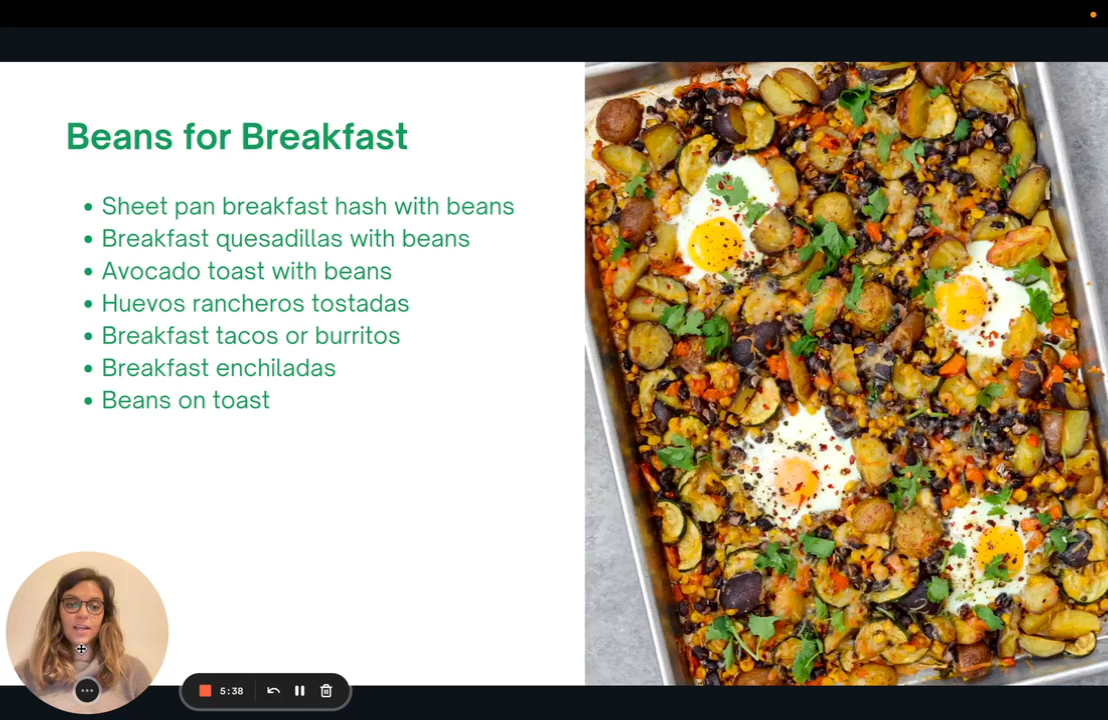 Beans for Breakfast
• Sheet pan breakfast hash with beans
• Breakfast quesadillas with beans
• Avocado toast with beans
• Huevos rancheros tostadas
• Breakfast tacos or burritos
• Breakfast enchiladas
• Beans on toast
5:38